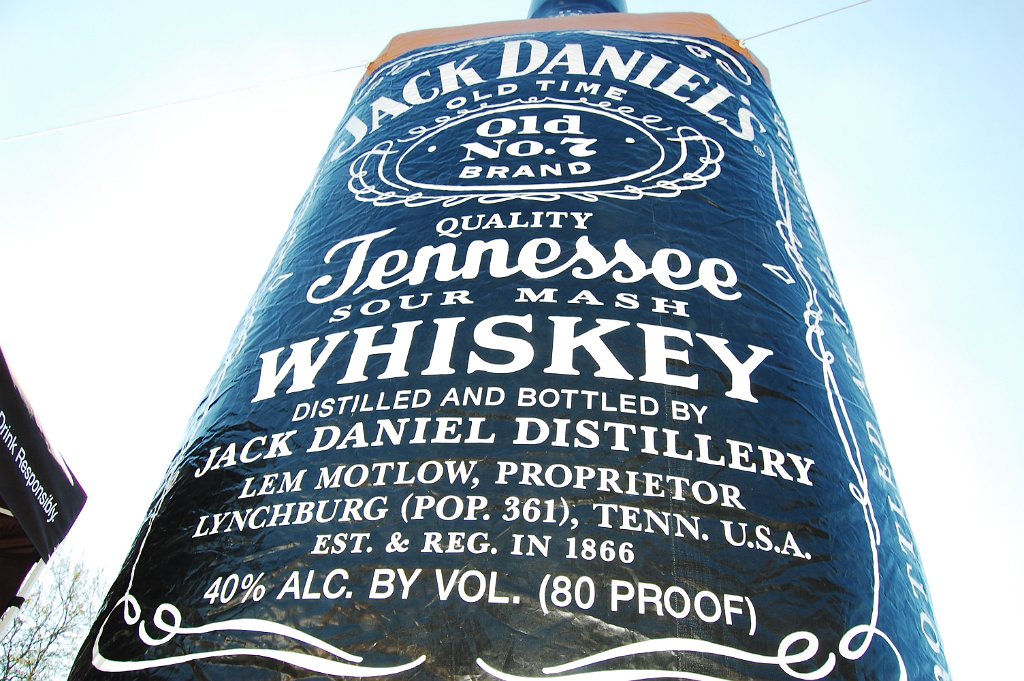 JACK DANIEL'S
OLD TIME
Old
NO. 7
BRAND
QUALITY
Tennessee
SOUR MASH
WHISKEY
DISTILLED AND BOTTLED BY
JACK DANIEL DISTILLERY
LEM MOTLOW, PROPRIETOR
LYNCHBURG (POP. 361), TENN. U.S.A.
EST. & REG. IN 1866
40% ALC. BY VOL. (80 PROOF)
Drink Responsibly.